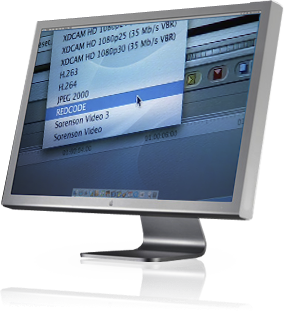 XDCAM HD 1080p25 (35 Mb/s VBR)
XDCAM HD 1080p30 (35 Mb/s VBR)
H.263
H.264
JPEG 2000
REDCODE
Sorenson Video 3
Sorenson Video